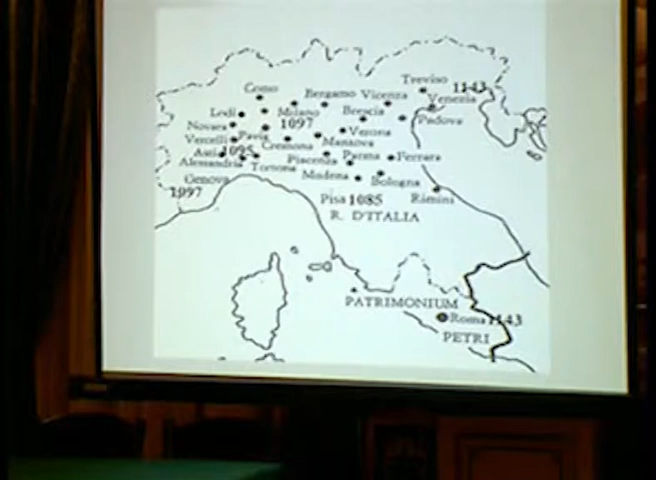 Treviso
1143
Como
Bergamo
Vicenza
Venezia
Lodi
Milano
Brescia
Padova
Novara
1097
Verona
Vercelli
Pavia
Cremona
Mantova
Asti
1095
Piacenza
Parma
Ferrara
Alessandria
Tortona
Modena
Bologna
Genova
1097
Pisa 1085
Rimini
R. D'ITALIA
PATRIMONIUM
Roma 1143
PETRI